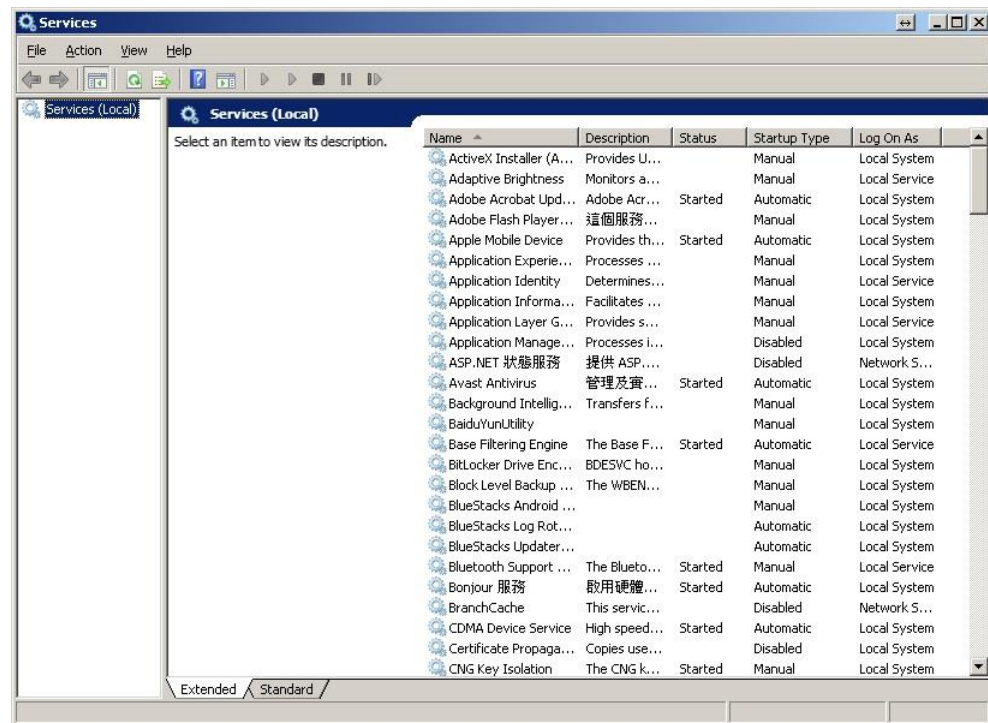 Services
File Action View Help
Services (Local)
Services (Local)
Select an item to view its description.
Name Description Status Startup Type Log On As
ActiveX Installer (A... Provides U... Manual Local System
Adaptive Brightness Monitors a... Manual Local Service
Adobe Acrobat Upd... Adobe Acr... Started Automatic Local System
Adobe Flash Player... 這個服務... Manual Local System
Apple Mobile Device Provides th... Started Automatic Local System
Application Experie... Processes ... Manual Local System
Application Identity Determines... Manual Local Service
Application Informa... Facilitates ... Manual Local System
Application Layer G... Provides s... Manual Local Service
Application Manage... Processes i... Disabled Local System
ASP.NET 狀態服務 提供 ASP.... Disabled Network S...
Avast Antivirus 管理及實... Started Automatic Local System
Background Intellig... Transfers f... Manual Local System
BaiduYunUtility Manual Local System
Base Filtering Engine The Base F... Started Automatic Local Service
BitLocker Drive Enc... BDESVC ho... Manual Local System
Block Level Backup ... The WBEN... Manual Local System
BlueStacks Android ... Manual Local System
BlueStacks Log Rot... Automatic Local System
BlueStacks Updater... Automatic Local System
Bluetooth Support ... The Blueto... Started Manual Local Service
Bonjour 服務 啟用硬體... Started Automatic Local System
BranchCache This servic... Disabled Network S...
CDMA Device Service High speed... Started Automatic Local System
Certificate Propaga... Copies use... Disabled Local System
CNG Key Isolation The CNG k... Started Manual Local System
Extended Standard